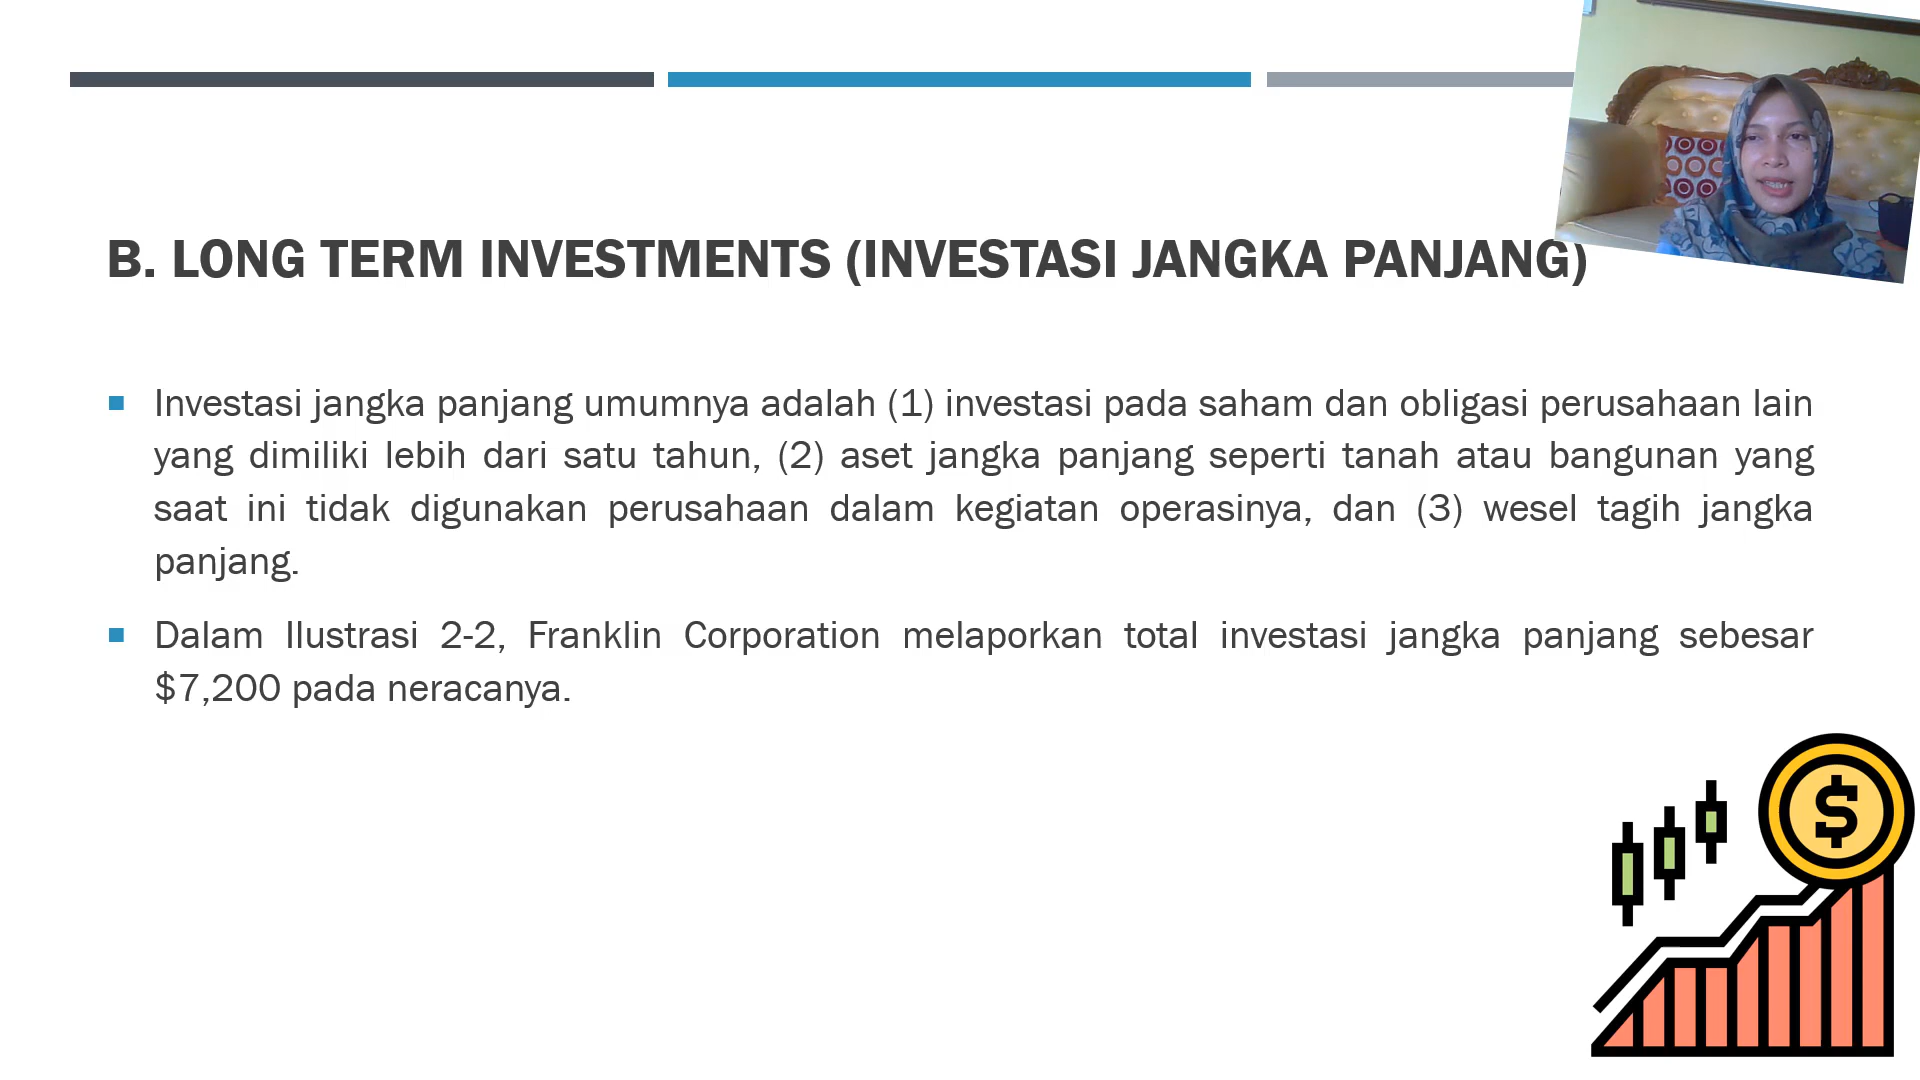 B. LONG TERM INVESTMENTS (INVESTASI JANGKA PANJANG)
Investasi jangka panjang umumnya adalah (1) investasi pada saham dan obligasi perusahaan lain
yang dimiliki lebih dari satu tahun, (2) aset jangka panjang seperti tanah atau bangunan yang
saat ini tidak digunakan perusahaan dalam kegiatan operasinya, dan (3) wesel tagih jangka
panjang.
Dalam Ilustrasi 2-2, Franklin Corporation melaporkan total investasi jangka panjang sebesar
$7,200 pada neracanya.
$